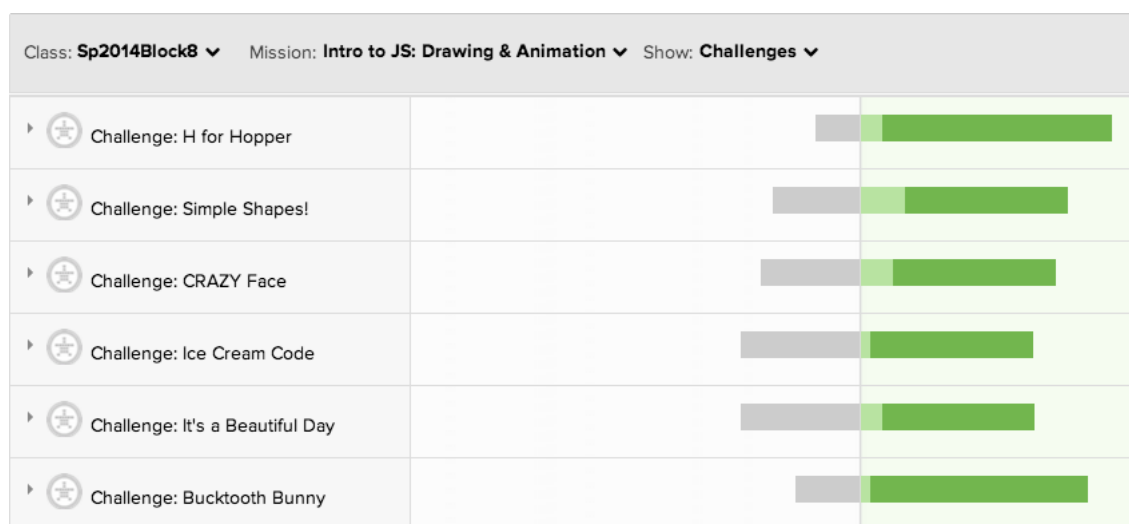 Class: Sp2014Block8 Mission: Intro to JS: Drawing & Animation Show: Challenges
Challenge: H for Hopper
Challenge: Simple Shapes!
Challenge: CRAZY Face
Challenge: Ice Cream Code
Challenge: It's a Beautiful Day
Challenge: Bucktooth Bunny